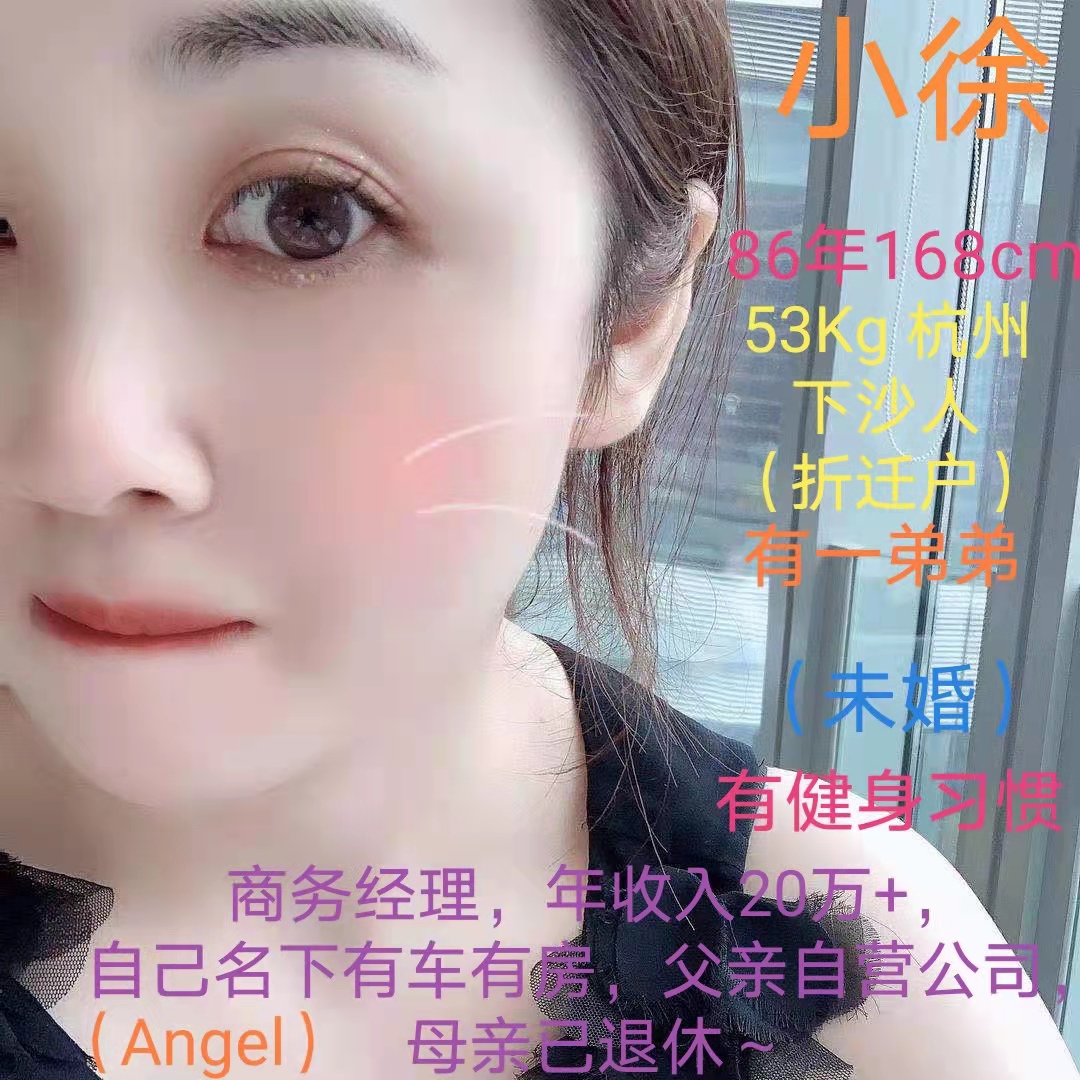 小徐
86年168cm
53Kg 杭州
下沙人
（折迁户）
有一弟弟
（未婚）
有健身习惯
商务经理，年收入20万+，
自己名下有车有房，父亲自营公司，
（Angel） 母亲已退休～